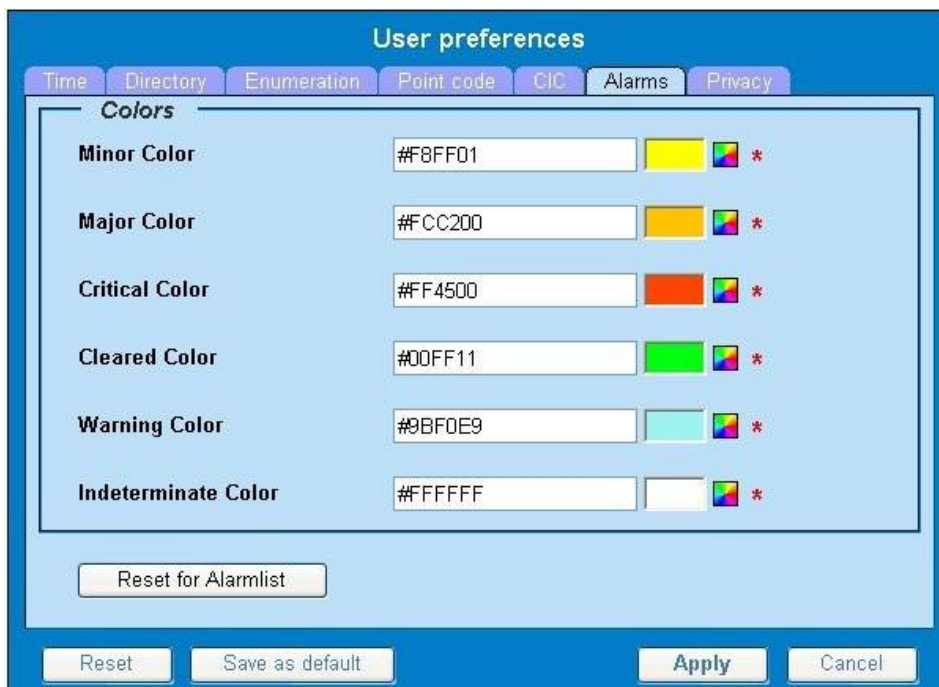 User preferences
Time Directory Enumeration Point code CIC Alarms Privacy
Colors
Minor Color #F8FF01 *
Major Color #FCC200 *
Critical Color #FF4500 *
Cleared Color #00FF11 *
Warning Color #9BF0E9 *
Indeterminate Color #FFFFFF *
Reset for Alarmlist
Reset Save as default Apply Cancel